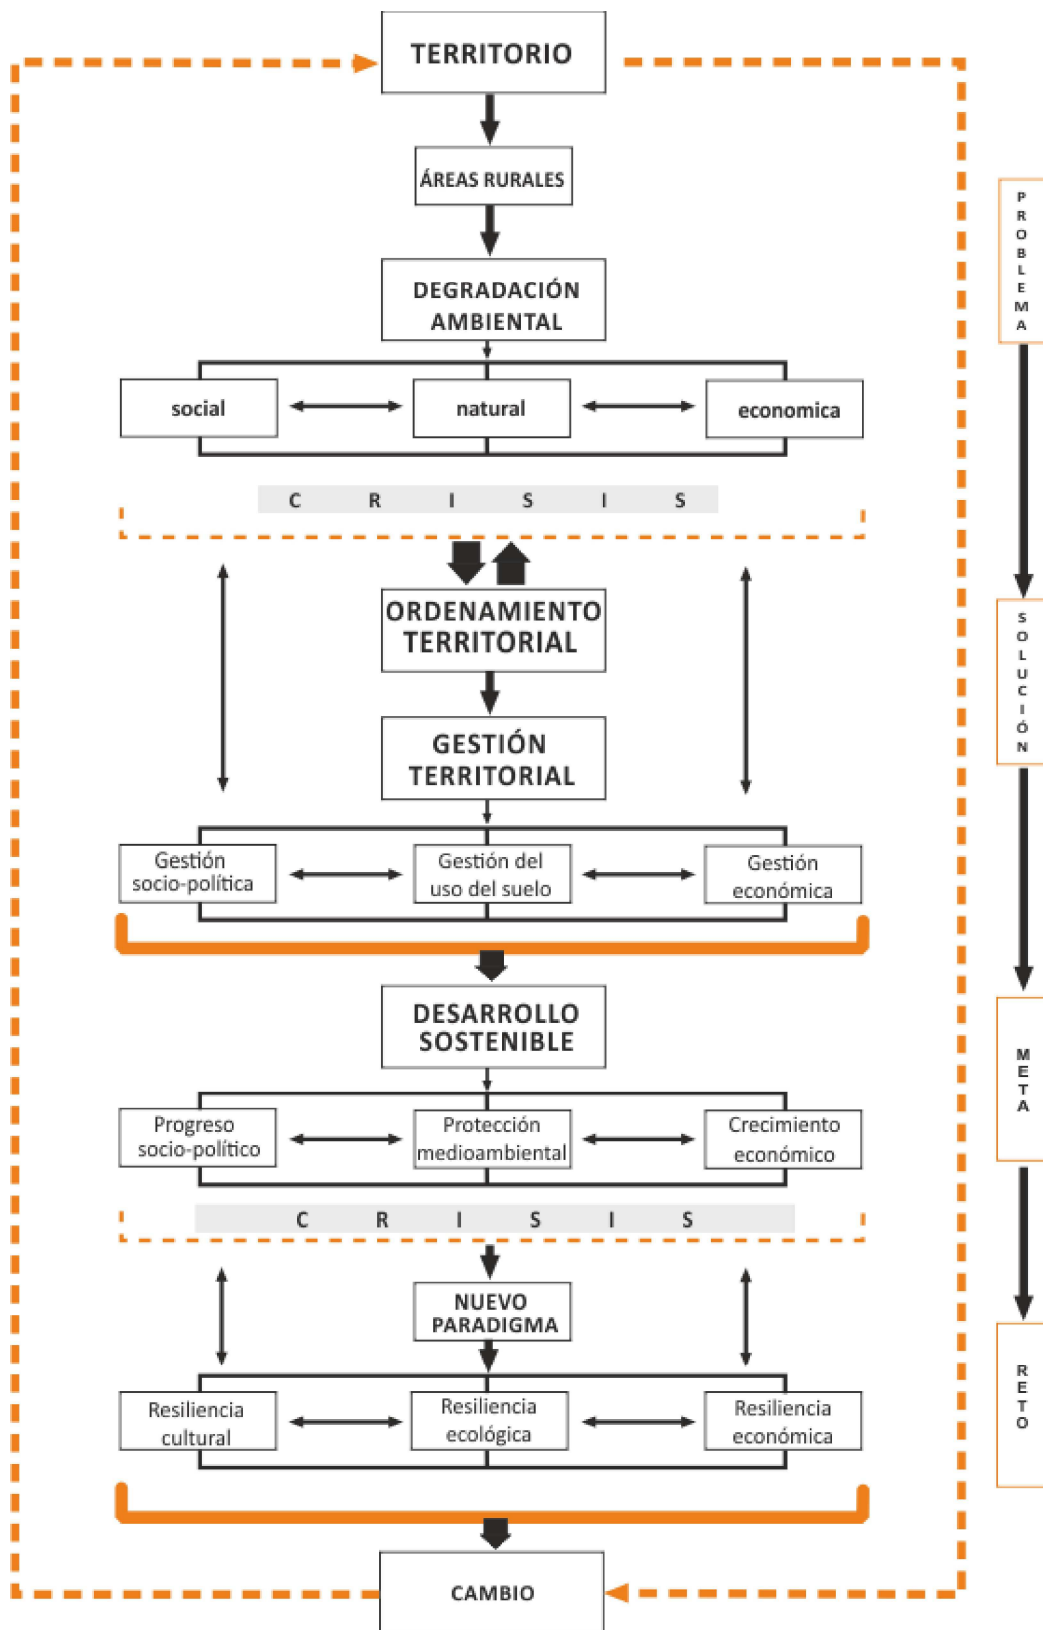 TERRITORIO
ÁREAS RURALES
DEGRADACIÓN
AMBIENTAL
social
natural
economica
C R I S I S
ORDENAMIENTO
TERRITORIAL
GESTIÓN
TERRITORIAL
Gestión
socio-política
Gestión del
uso del suelo
Gestión
económica
DESARROLLO
SOSTENIBLE
Progreso
socio-político
Protección
medioambiental
Crecimiento
económico
C R I S I S
NUEVO
PARADIGMA
Resiliencia
cultural
Resiliencia
ecológica
Resiliencia
económica
CAMBIO
PROBLEMA
SOLUCIÓN
META
RETO